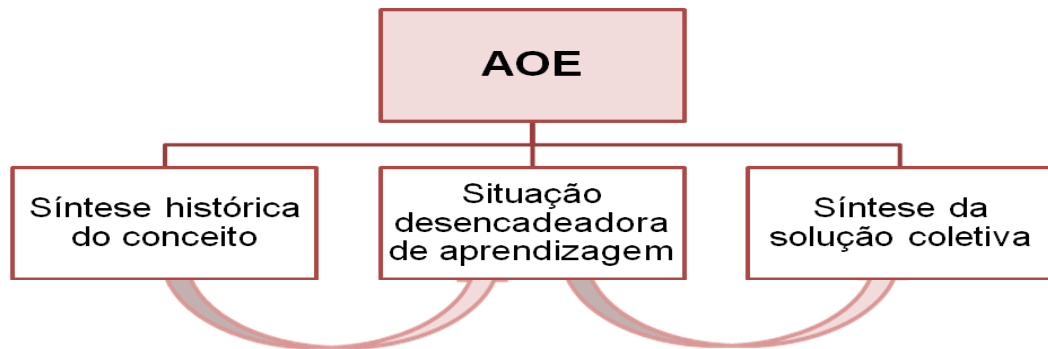 AOE
Síntese histórica
do conceito
Situação
desencadeadora
de aprendizagem
Síntese da
solução coletiva